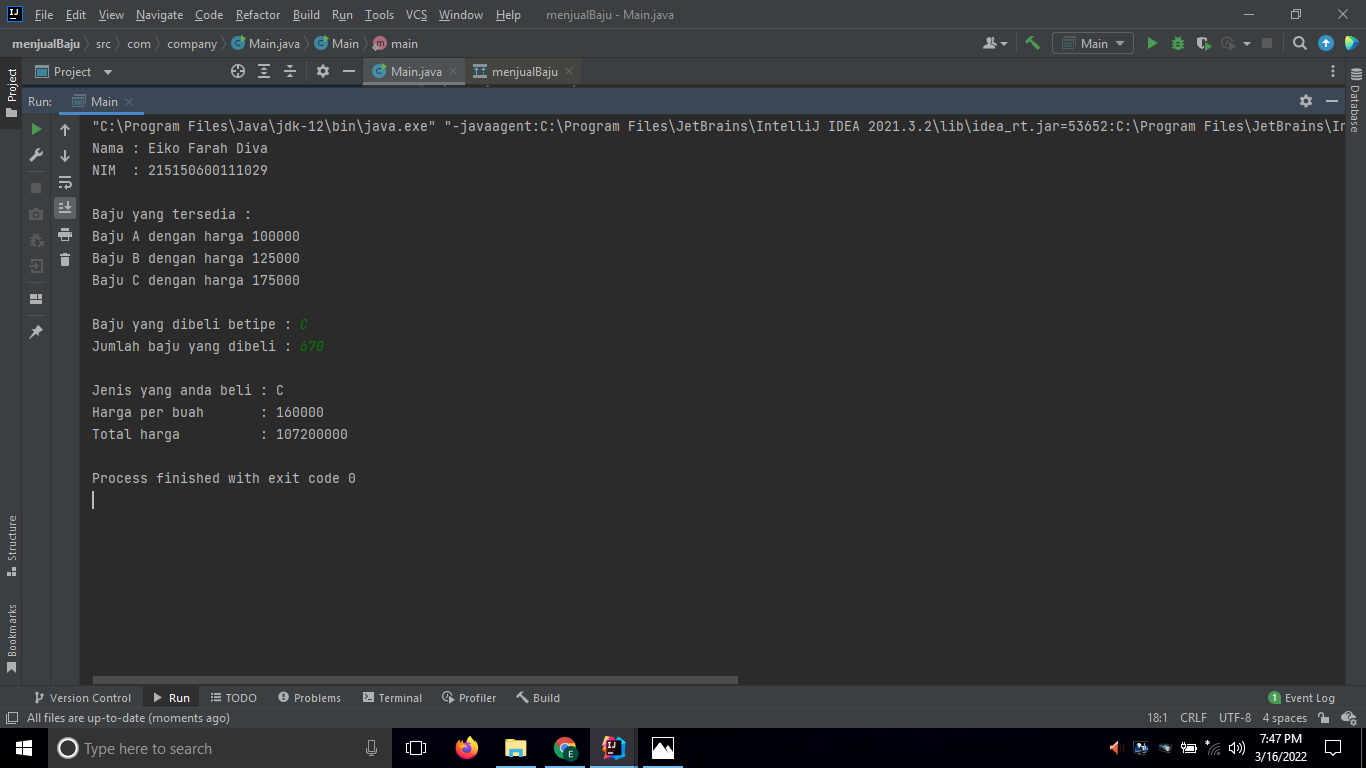 File Edit View Navigate Code Refactor Build Run Tools VCS Window Help menjualBaju - Main.java
menjualBaju src com company Main.java Main main Main
Project Main.java menjualBaju
Run: Main
"C:\Program Files\Java\jdk-12\bin\java.exe" "-javaagent:C:\Program Files\JetBrains\IntelliJ IDEA 2021.3.2\lib\idea_rt.jar=53652:C:\Program Files\JetBrains\In
Nama : Eiko Farah Diva
NIM  : 215150600111029
Baju yang tersedia :
Baju A dengan harga 100000
Baju B dengan harga 125000
Baju C dengan harga 175000
Baju yang dibeli betipe : C
Jumlah baju yang dibeli : 670
Jenis yang anda beli : C
Harga per buah       : 160000
Total harga          : 107200000
Process finished with exit code 0
Project
Structure
Bookmarks
Database
Version Control Run TODO Problems Terminal Profiler Build 1 Event Log
All files are up-to-date (moments ago) 18:1 CRLF UTF-8 4 spaces
Type here to search
7:47 PM
3/16/2022